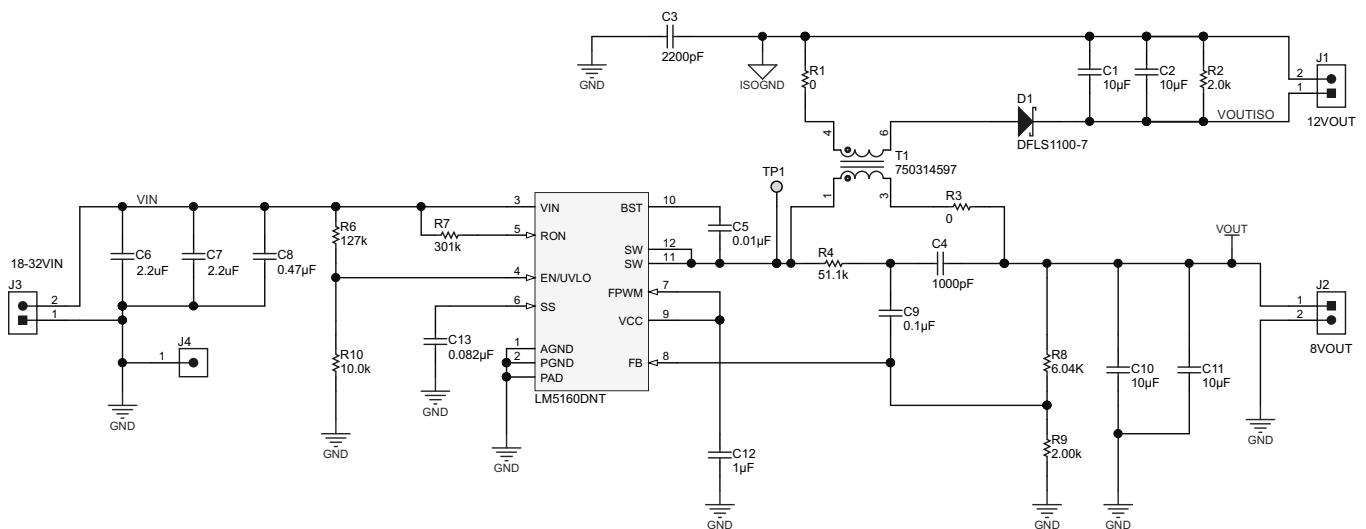 C3
2200pF
GND
ISOGND
R1
0
C1
10µF
C2
10µF
R2
2.0k
J1
2
1
12VOUT
VOUTISO
D1
DFLS1100-7
4
6
T1
750314597
1
3
TP1
R3
0
VIN
3
VIN
BST
10
C5
0.01µF
R6
127k
R7
301k
5
RON
SW
12
SW
11
R4
51.1k
C4
1000pF
VOUT
18-32VIN
J3
2
1
C6
2.2uF
C7
2.2uF
C8
0.47µF
4
EN/UVLO
FPWM
7
6
SS
VCC
9
C9
0.1µF
J2
1
2
8VOUT
C13
0.082µF
J4
1
R10
10.0k
1
AGND
2
PGND
PAD
FB
8
LM5160DNT
R8
6.04K
C10
10µF
C11
10µF
GND
GND
GND
GND
C12
1µF
R9
2.00k
GND
GND
GND
GND